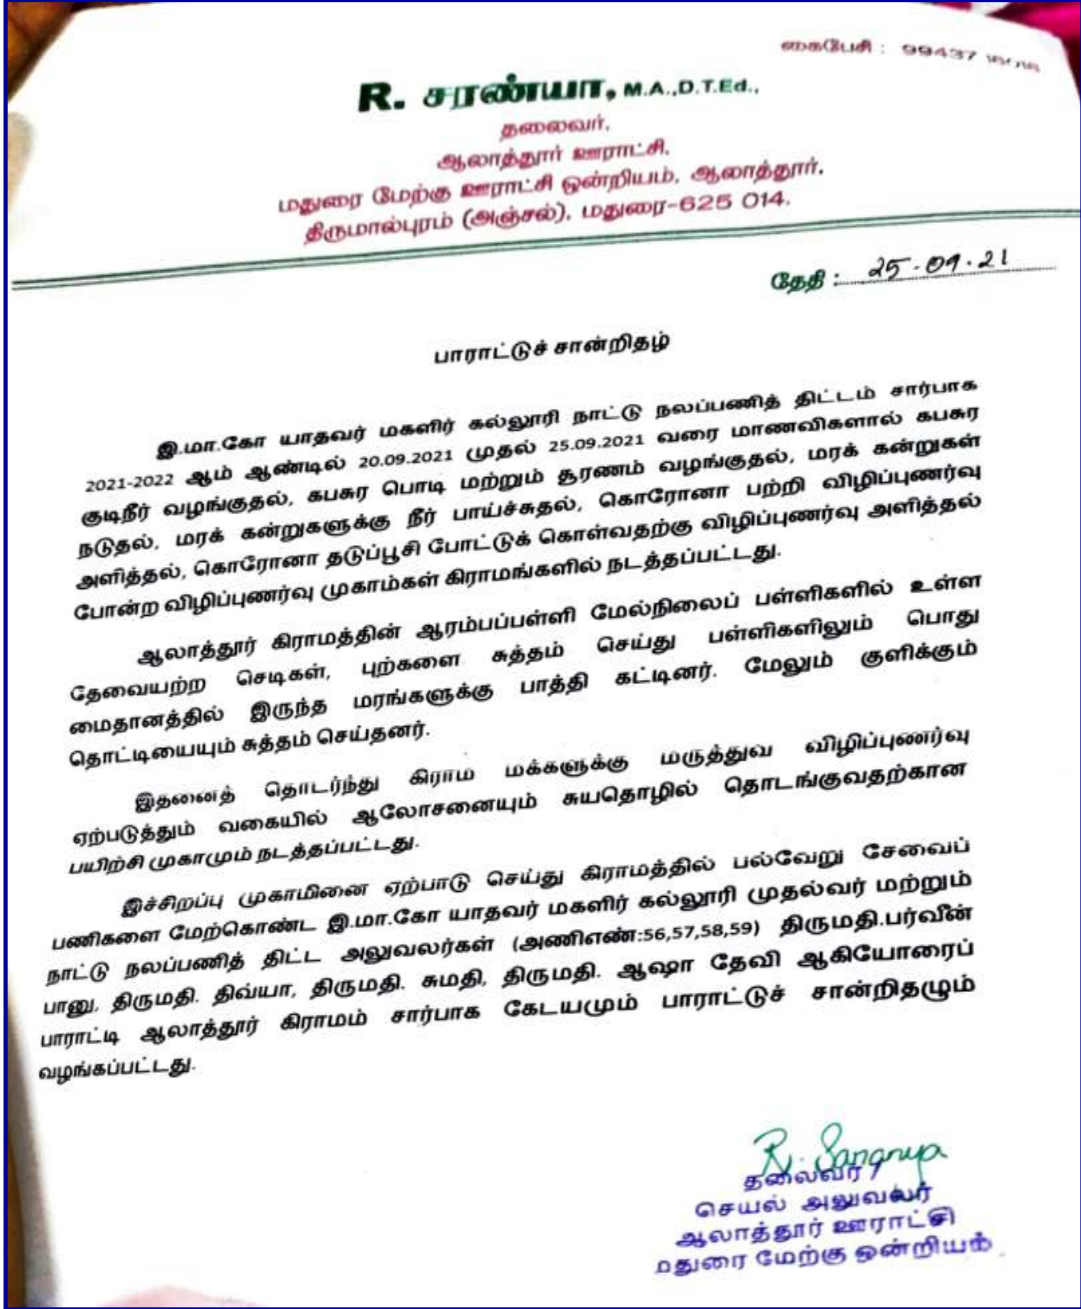 கைபேசி : 99437
R. சரண்யா, M.A.,D.T.Ed.,
தலைவர்,
ஆலாத்தூர் ஊராட்சி,
மதுரை மேற்கு ஊராட்சி ஒன்றியம், ஆலாத்தூர்,
திருமால்புரம் (அஞ்சல்), மதுரை-625 014.
தேதி : 25-09-21
பாராட்டுச் சான்றிதழ்
இ.மா.கோ யாதவர் மகளிர் கல்லூரி நாட்டு நலப்பணித் திட்டம் சார்பாக
2021-2022 ஆம் ஆண்டில் 20.09.2021 முதல் 25.09.2021 வரை மாணவிகளால் கபசுர
குடிநீர் வழங்குதல், கபசுர பொடி மற்றும் சூரணம் வழங்குதல், மரக் கன்றுகள்
நடுதல், மரக் கன்றுகளுக்கு நீர் பாய்ச்சுதல், கொரோனா பற்றி விழிப்புணர்வு
அளித்தல், கொரோனா தடுப்பூசி போட்டுக் கொள்வதற்கு விழிப்புணர்வு அளித்தல்
போன்ற விழிப்புணர்வு முகாம்கள் கிராமங்களில் நடத்தப்பட்டது.
ஆலாத்தூர் கிராமத்தின் ஆரம்பப்பள்ளி மேல்நிலைப் பள்ளிகளில் உள்ள
தேவையற்ற செடிகள், புற்களை சுத்தம் செய்து பள்ளிகளிலும் பொது
மைதானத்தில் இருந்த மரங்களுக்கு பாத்தி கட்டினர். மேலும் குளிக்கும்
தொட்டியையும் சுத்தம் செய்தனர்.
இதனைத் தொடர்ந்து கிராம மக்களுக்கு மருத்துவ விழிப்புணர்வு
ஏற்படுத்தும் வகையில் ஆலோசனையும் சுயதொழில் தொடங்குவதற்கான
பயிற்சி முகாமும் நடத்தப்பட்டது.
இச்சிறப்பு முகாமினை ஏற்பாடு செய்து கிராமத்தில் பல்வேறு சேவைப்
பணிகளை மேற்கொண்ட இ.மா.கோ யாதவர் மகளிர் கல்லூரி முதல்வர் மற்றும்
நாட்டு நலப்பணித் திட்ட அலுவலர்கள் (அணிஎண்:56,57,58,59) திருமதி.பர்வீன்
பானு, திருமதி. திவ்யா, திருமதி. சுமதி, திருமதி. ஆஷா தேவி ஆகியோரைப்
பாராட்டி ஆலாத்தூர் கிராமம் சார்பாக கேடயமும் பாராட்டுச் சான்றிதழும்
வழங்கப்பட்டது.
R. Saranya
தலைவர் /
செயல் அலுவலர்
ஆலாத்தூர் ஊராட்சி
மதுரை மேற்கு ஒன்றியம்